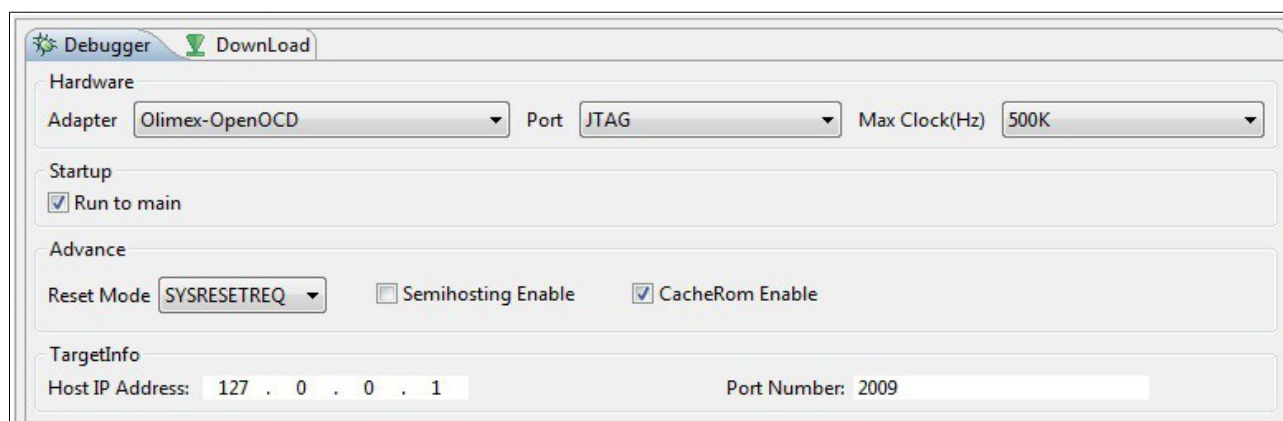 Debugger DownLoad
Hardware
Adapter Olimex-OpenOCD Port JTAG Max Clock(Hz) 500K
Startup
Run to main
Advance
Reset Mode SYSRESETREQ Semihosting Enable CacheRom Enable
TargetInfo
Host IP Address: 127 . 0 . 0 . 1 Port Number: 2009